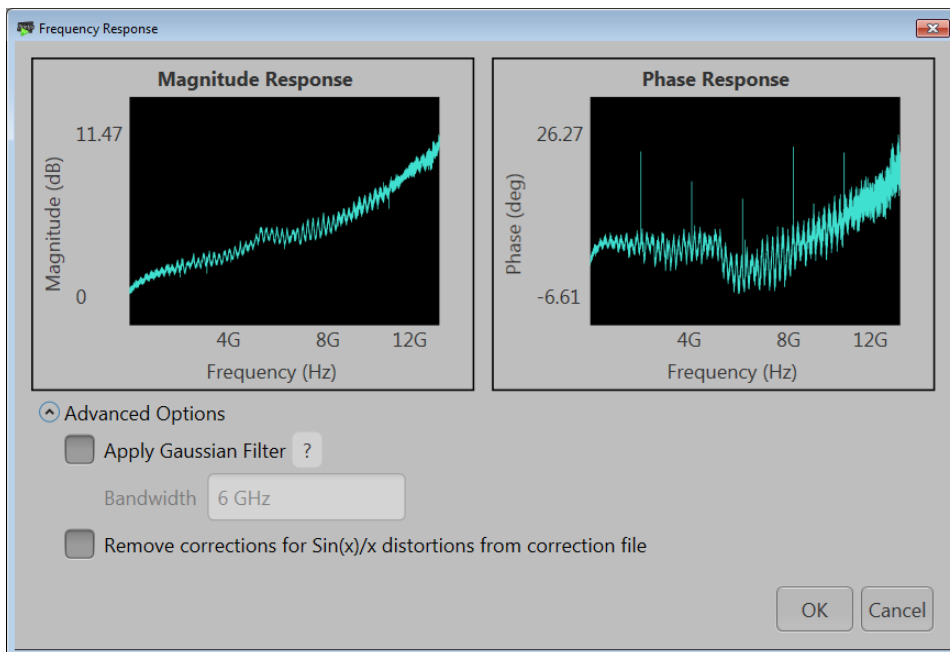 Frequency Response
Magnitude Response
11.47
Magnitude (dB)
0
4G 8G 12G
Frequency (Hz)
Phase Response
26.27
Phase (deg)
-6.61
4G 8G 12G
Frequency (Hz)
Advanced Options
Apply Gaussian Filter ?
Bandwidth 6 GHz
Remove corrections for Sin(x)/x distortions from correction file
OK Cancel